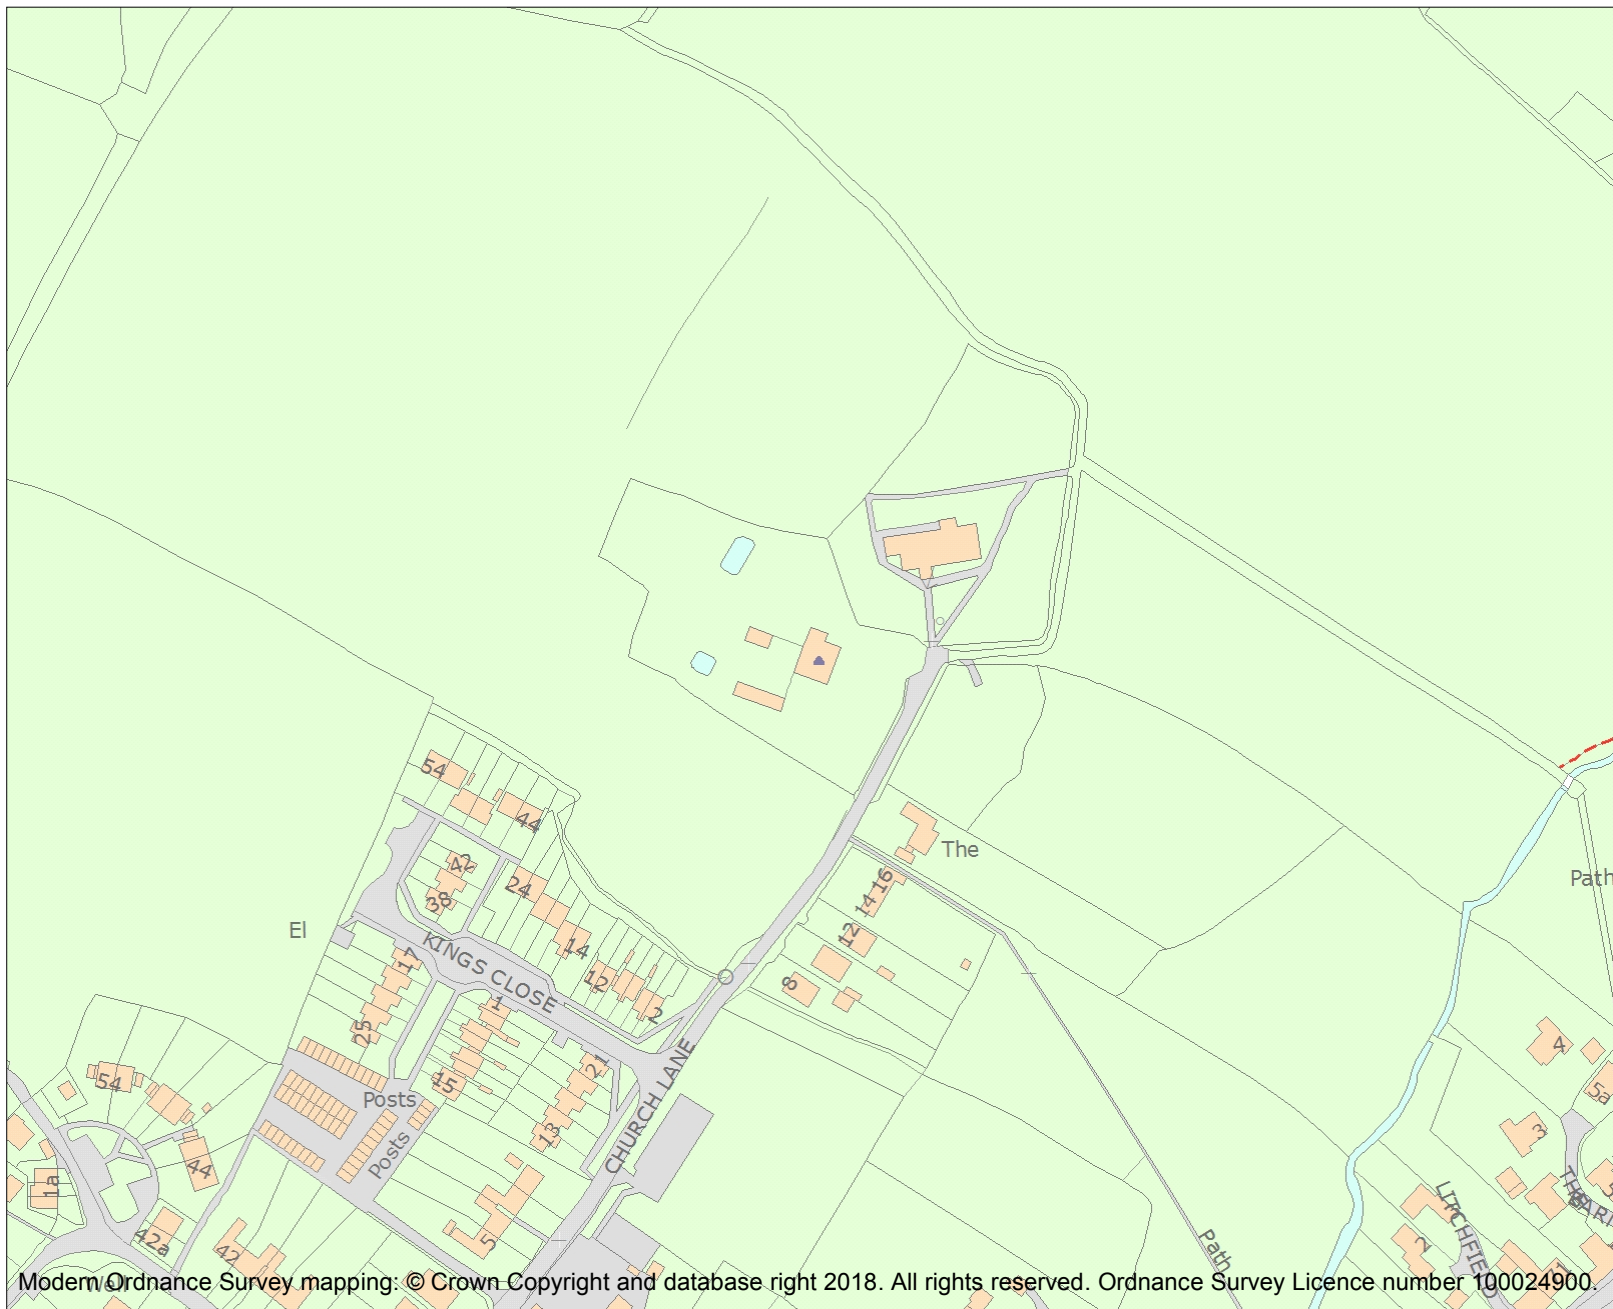 54
44
The
42
24
38
16
14
Path
El
12
14
KINGS CLOSE
17
12
8
2
1
25
4
21
54
15
Posts
5a
CHURCH LANE
13
3
Posts
44
1a
42a
5
42
2
LITCHFIELD
Path
Modern Ordnance Survey mapping: © Crown Copyright and database right 2018. All rights reserved. Ordnance Survey Licence number 100024900.